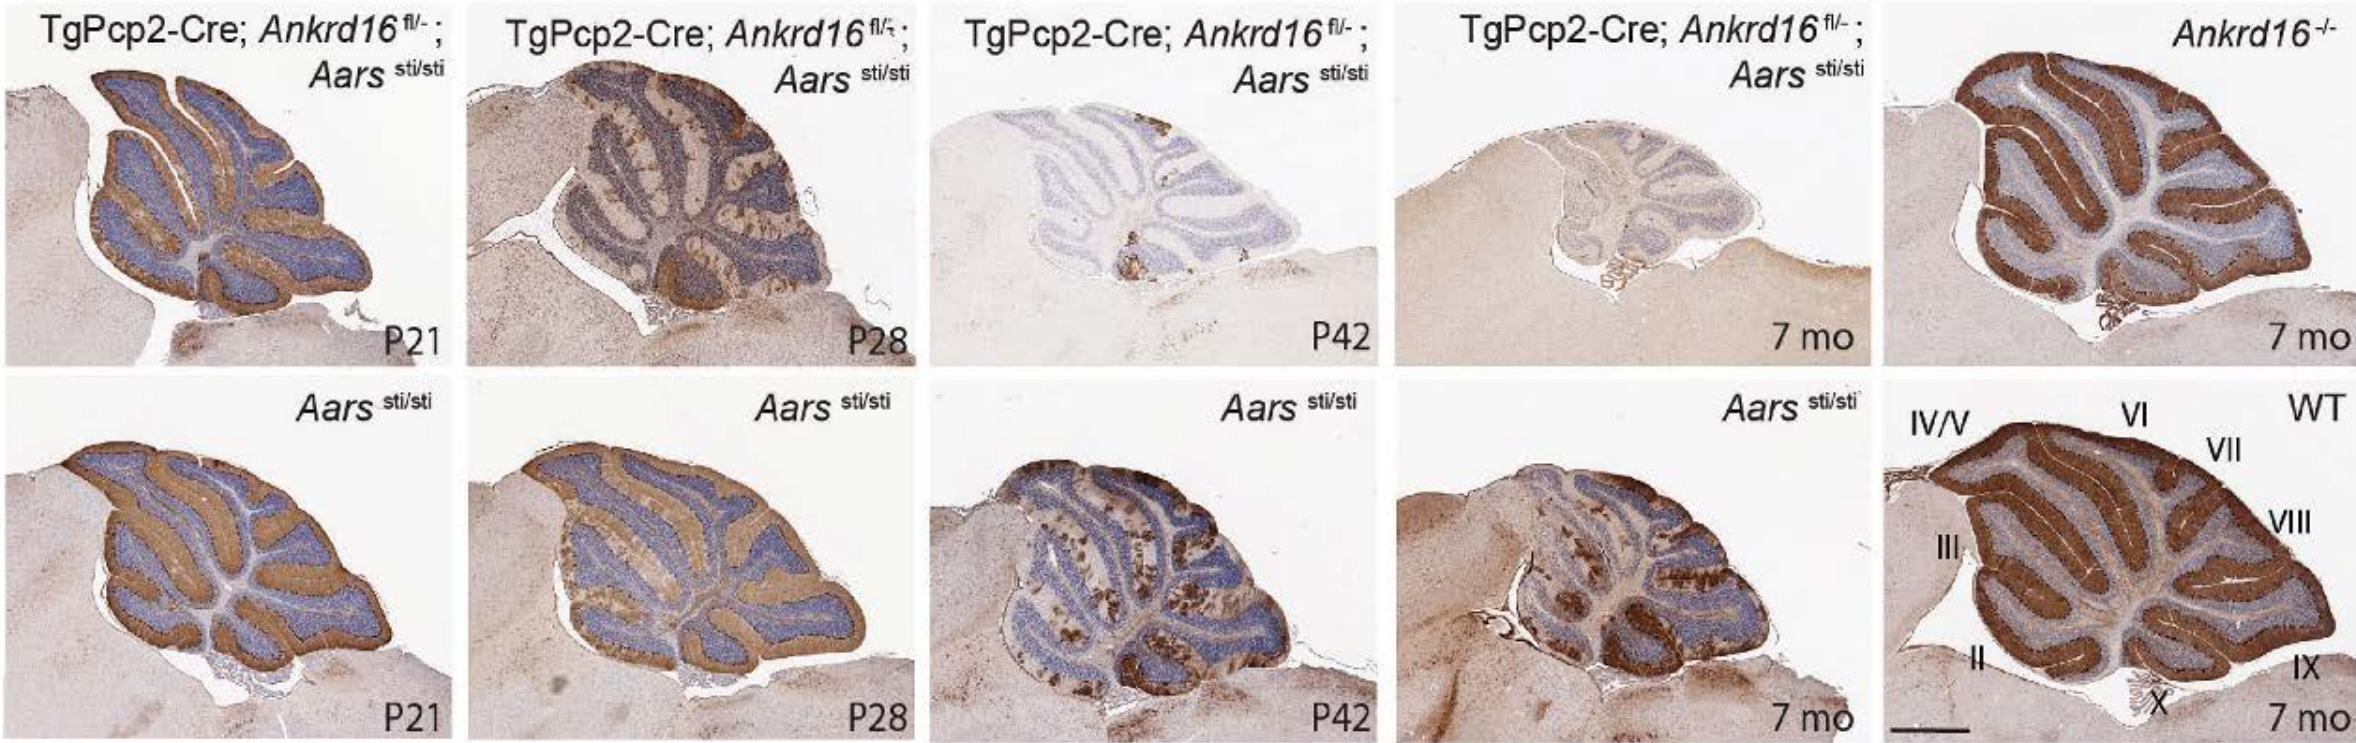 TgPcp2-Cre; Ankrd16 fl/-;
Aars sti/sti
P21
TgPcp2-Cre; Ankrd16 fl/-;
Aars sti/sti
P28
TgPcp2-Cre; Ankrd16 fl/-;
Aars sti/sti
P42
TgPcp2-Cre; Ankrd16 fl/-;
Aars sti/sti
7 mo
Ankrd16 -/-
7 mo
Aars sti/sti
P21
Aars sti/sti
P28
Aars sti/sti
P42
Aars sti/sti
7 mo
WT
IV/V
VI
VII
VIII
III
II
IX
X
7 mo